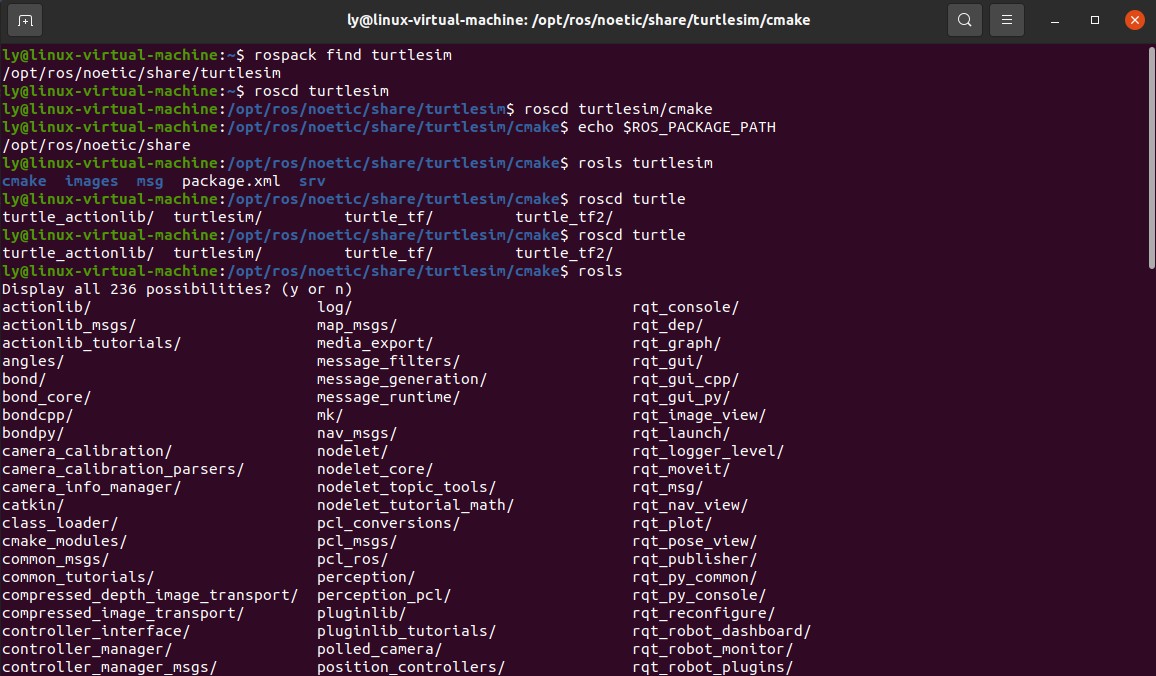 ly@linux-virtual-machine: /opt/ros/noetic/share/turtlesim/cmake
ly@linux-virtual-machine:~$ rospack find turtlesim
/opt/ros/noetic/share/turtlesim
ly@linux-virtual-machine:~$ roscd turtlesim
ly@linux-virtual-machine:/opt/ros/noetic/share/turtlesim$ roscd turtlesim/cmake
ly@linux-virtual-machine:/opt/ros/noetic/share/turtlesim/cmake$ echo $ROS_PACKAGE_PATH
/opt/ros/noetic/share
ly@linux-virtual-machine:/opt/ros/noetic/share/turtlesim/cmake$ rosls turtlesim
cmake  images  msg  package.xml  srv
ly@linux-virtual-machine:/opt/ros/noetic/share/turtlesim/cmake$ roscd turtle
turtle_actionlib/  turtlesim/         turtle_tf/         turtle_tf2/
ly@linux-virtual-machine:/opt/ros/noetic/share/turtlesim/cmake$ roscd turtle
turtle_actionlib/  turtlesim/         turtle_tf/         turtle_tf2/
ly@linux-virtual-machine:/opt/ros/noetic/share/turtlesim/cmake$ rosls
Display all 236 possibilities? (y or n)
actionlib/                         log/                               rqt_console/
actionlib_msgs/                    map_msgs/                          rqt_dep/
actionlib_tutorials/               media_export/                      rqt_graph/
angles/                            message_filters/                   rqt_gui/
bond/                              message_generation/                rqt_gui_cpp/
bond_core/                         message_runtime/                   rqt_gui_py/
bondcpp/                           mk/                                rqt_image_view/
bondpy/                            nav_msgs/                          rqt_launch/
camera_calibration/                nodelet/                           rqt_logger_level/
camera_calibration_parsers/        nodelet_core/                      rqt_moveit/
camera_info_manager/               nodelet_topic_tools/               rqt_msg/
catkin/                            nodelet_tutorial_math/             rqt_nav_view/
class_loader/                      pcl_conversions/                   rqt_plot/
cmake_modules/                     pcl_msgs/                          rqt_pose_view/
common_msgs/                       pcl_ros/                           rqt_publisher/
common_tutorials/                  perception/                        rqt_py_common/
compressed_depth_image_transport/  perception_pcl/                    rqt_py_console/
compressed_image_transport/        pluginlib/                         rqt_reconfigure/
controller_interface/              pluginlib_tutorials/               rqt_robot_dashboard/
controller_manager/                polled_camera/                     rqt_robot_monitor/
controller_manager_msgs/           position_controllers/              rqt_robot_plugins/